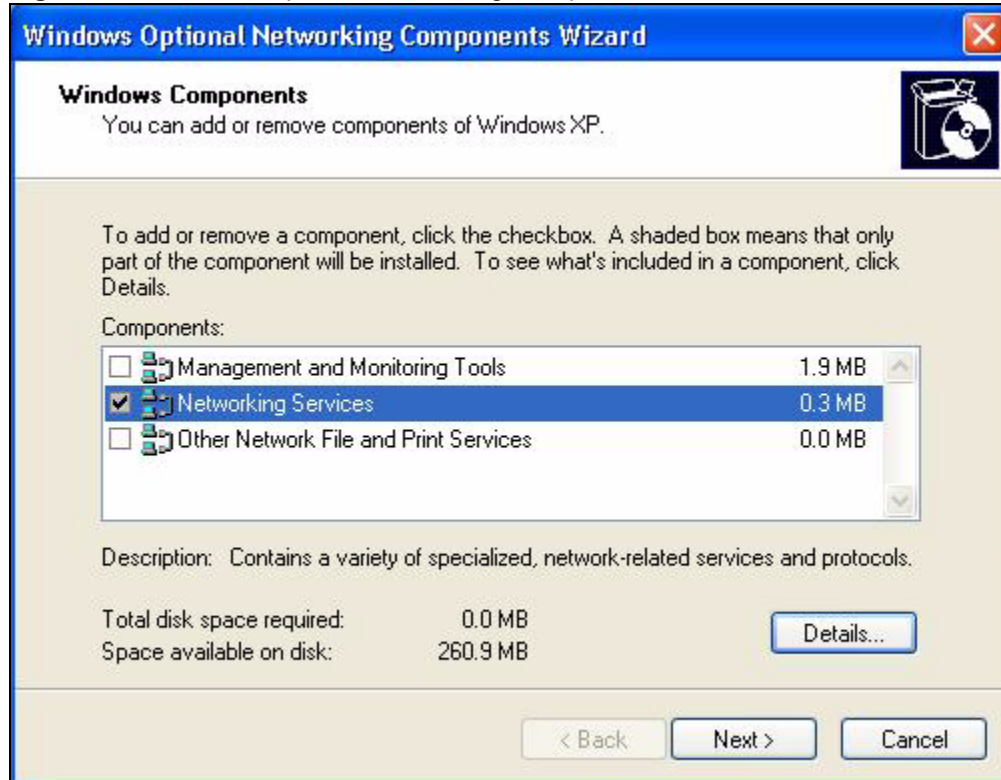 Windows Optional Networking Components Wizard
Windows Components
You can add or remove components of Windows XP.
To add or remove a component, click the checkbox. A shaded box means that only
part of the component will be installed. To see what's included in a component, click
Details.
Components:
Management and Monitoring Tools 1.9 MB
Networking Services 0.3 MB
Other Network File and Print Services 0.0 MB
Description: Contains a variety of specialized, network-related services and protocols.
Total disk space required: 0.0 MB
Space available on disk: 260.9 MB
Details...
< Back Next > Cancel